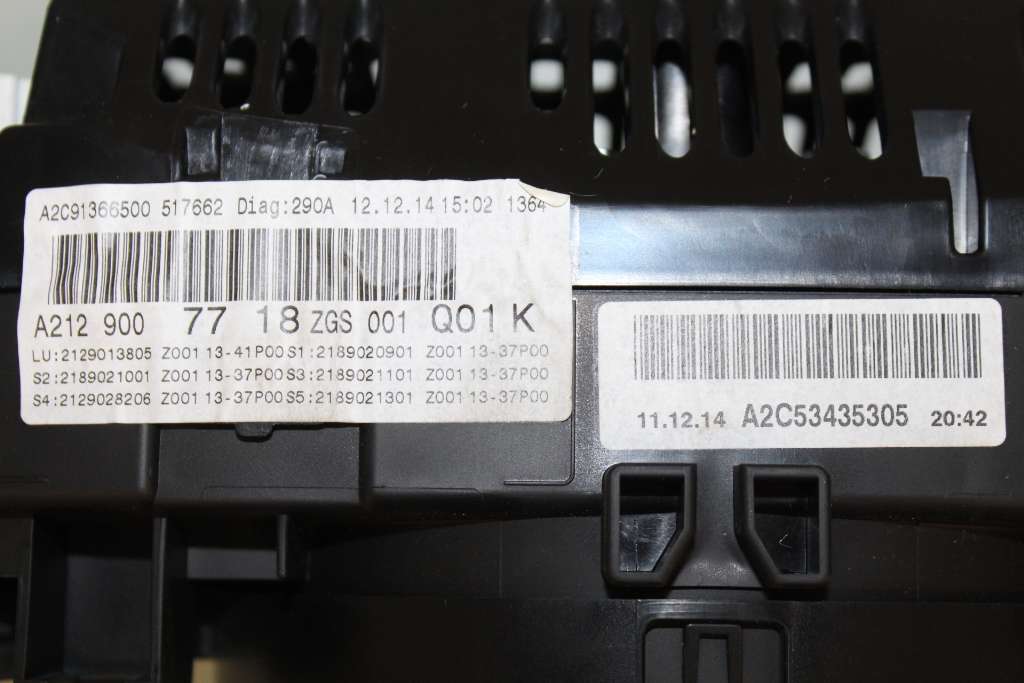 A2C91366500 517662 Diag:290A 12.12.14 15:02 1364
A212 900 77 18 ZGS 001 Q01 K
LU:2129013805 Z001 13-41P00 S1:2189020901 Z001 13-37P00
S2:2189021001 Z001 13-37P00 S3:2189021101 Z001 13-37P00
S4:2129028206 Z001 13-37P00 S5:2189021301 Z001 13-37P00
11.12.14 A2C53435305 20:42